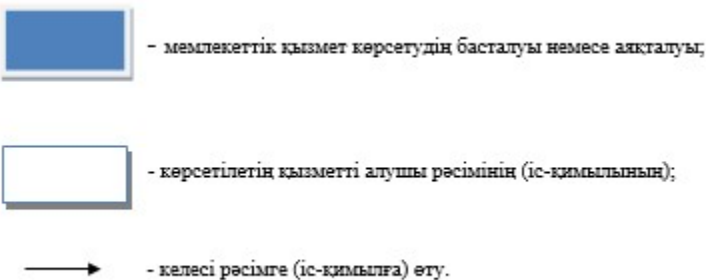 - мемлекеттік қызмет көрсетудің басталуы немесе аяқталуы;
- көрсетілетің қызметті алушы рәсімінің (іс-қимылының);
- келесі рәсімге (іс-қимылға) өту.